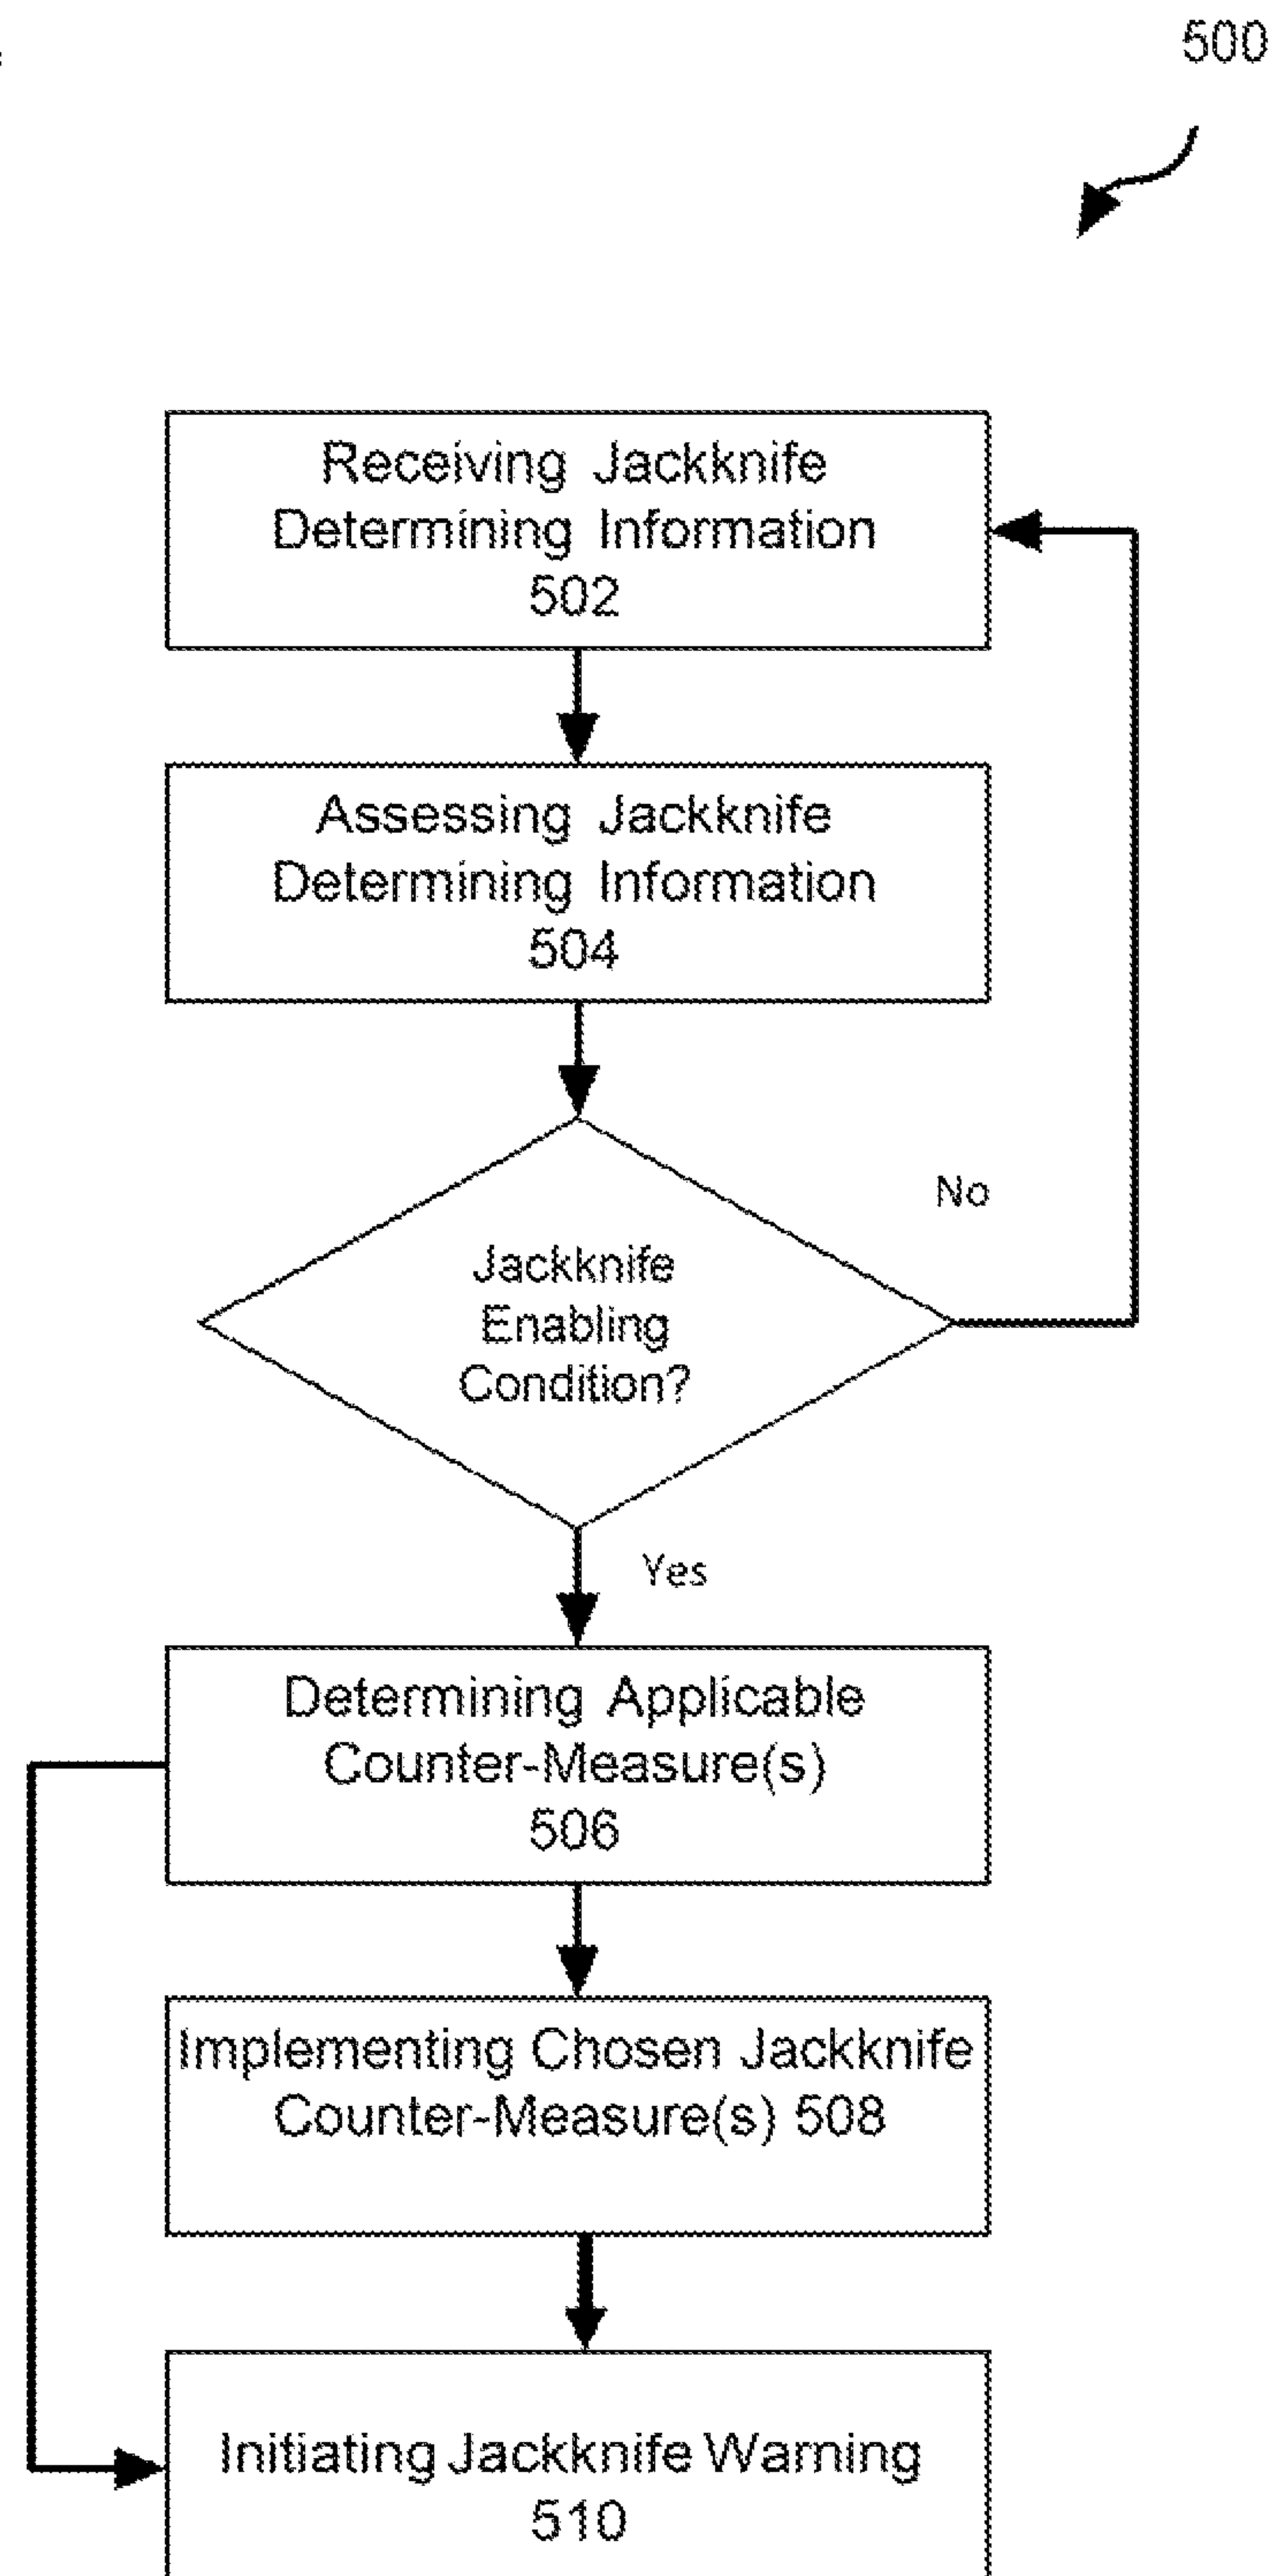 500
Receiving Jackknife
Determining Information
502
Assessing Jackknife
Determining Information
504
No
Jackknife
Enabling
Condition?
Yes
Determining Applicable
Counter-Measure(s)
506
Implementing Chosen Jackknife
Counter-Measure(s) 508
Initiating Jackknife Warning
510